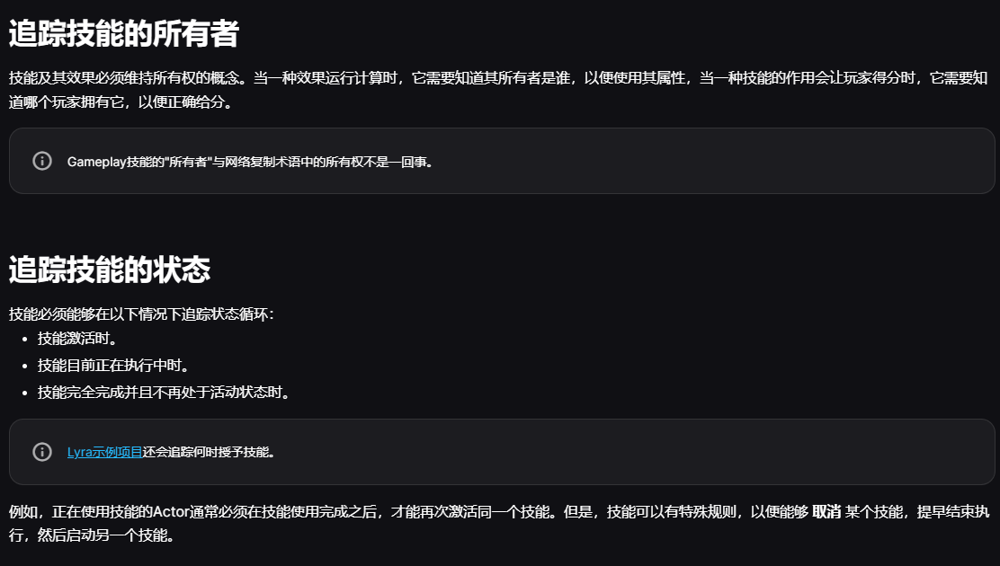 追踪技能的所有者
技能及其效果必须维持所有权的概念。当一种效果运行计算时，它需要知道其所有者是谁，以便使用其属性，当一种技能的作用会让玩家得分时，它需要知
道哪个玩家拥有它，以便正确给分。
Gameplay技能的"所有者"与网络复制术语中的所有权不是一回事。
追踪技能的状态
技能必须能够在以下情况下追踪状态循环：
• 技能激活时。
• 技能目前正在执行中时。
• 技能完全完成并且不再处于活动状态时。
Lyra示例项目还会追踪何时授予技能。
例如，正在使用技能的Actor通常必须在技能使用完成之后，才能再次激活同一个技能。但是，技能可以有特殊规则，以便能够 取消 某个技能，提早结束执
行，然后启动另一个技能。